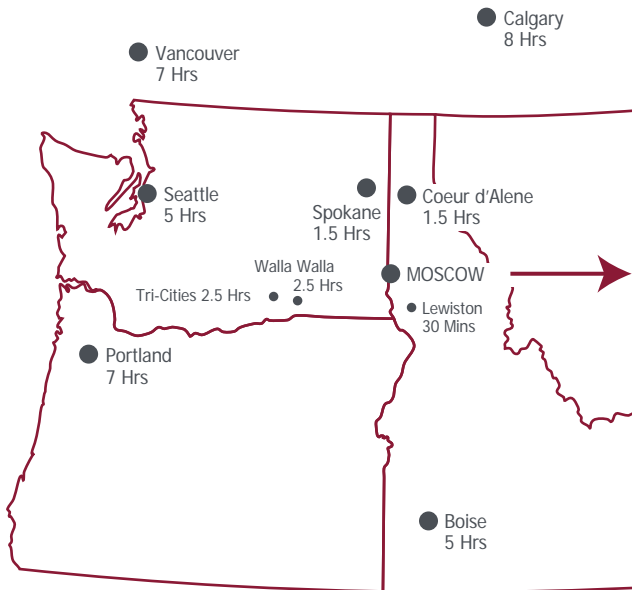 Calgary
8 Hrs
Vancouver
7 Hrs
Seattle
5 Hrs
Spokane
1.5 Hrs
Coeur d'Alene
1.5 Hrs
Walla Walla
2.5 Hrs
Tri-Cities 2.5 Hrs
MOSCOW
Lewiston
30 Mins
Portland
7 Hrs
Boise
5 Hrs